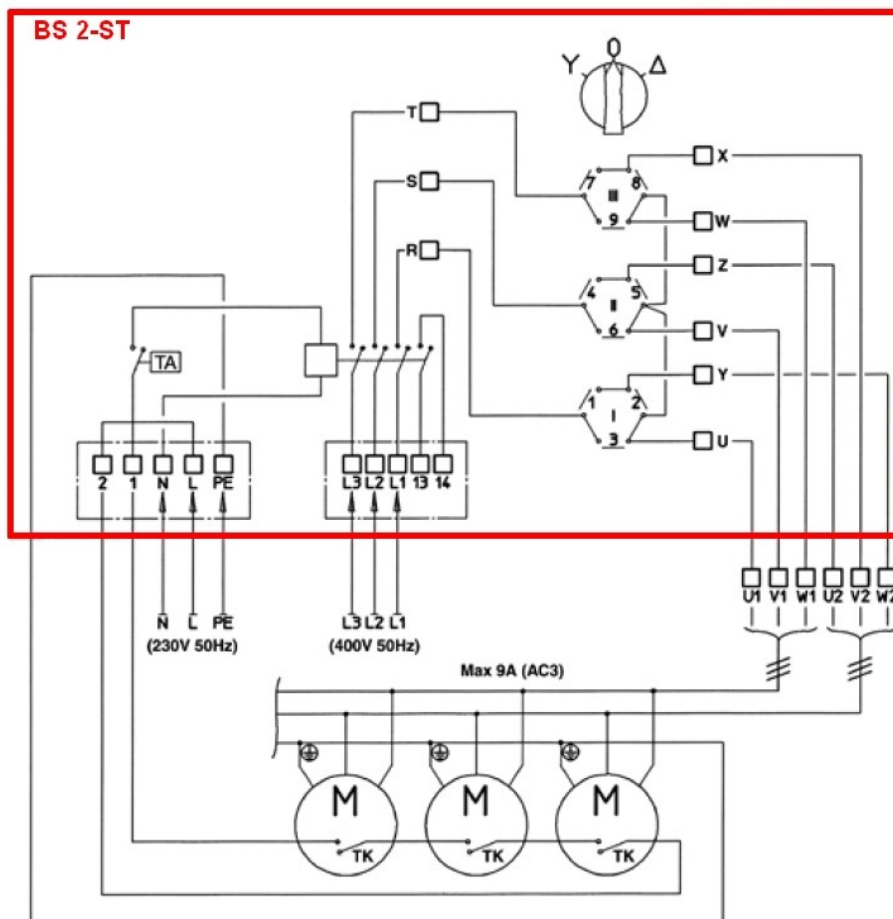 BS 2-ST
Y 0 Δ
T
X
7 8
III
9
S
W
R
Z
4 5
II
6
V
TA
Y
1 2
I
3
U
2 1 N L PE
L3 L2 L1 13 14
U1 V1 W1 U2 V2 W2
N L PE
(230V 50Hz)
L3 L2 L1
(400V 50Hz)
Max 9A (AC3)
M M M
TK TK TK